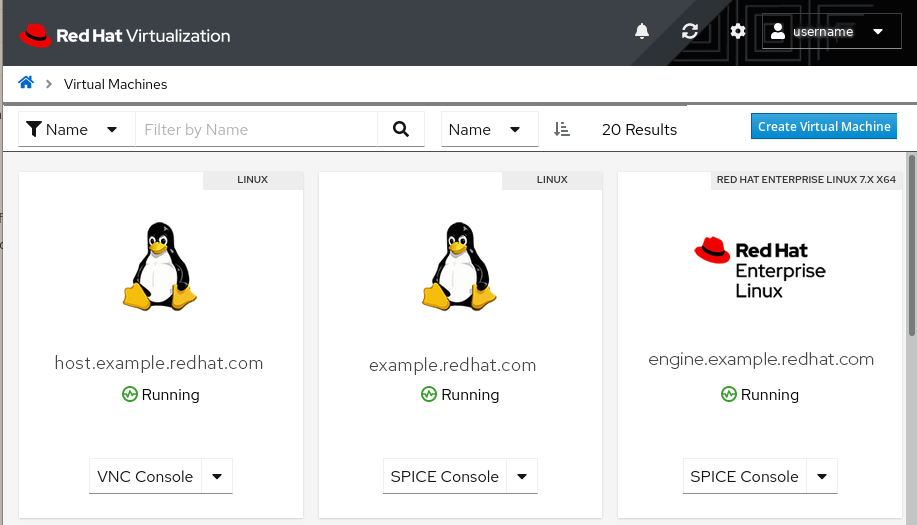 Red Hat Virtualization
username
Virtual Machines
Name
Filter by Name
Name
20 Results
Create Virtual Machine
LINUX
host.example.redhat.com
Running
VNC Console
LINUX
example.redhat.com
Running
SPICE Console
RED HAT ENTERPRISE LINUX 7.X X64
Red Hat
Enterprise
Linux
engine.example.redhat.com
Running
SPICE Console